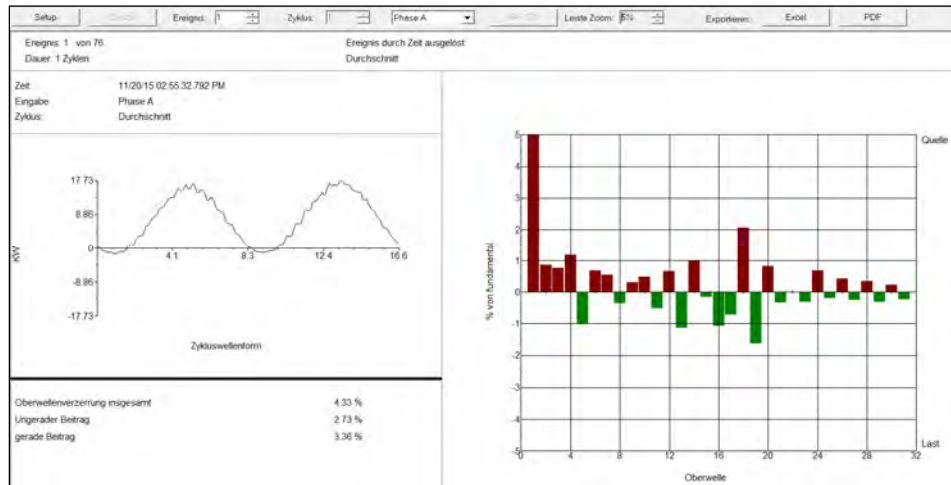 Setup Ereignis: 1 Zyklus: 1 Phase A Leiste Zoom: 5% Exportieren: Excel PDF
Ereignis: 1 von 76 Ereignis durch Zeit ausgelöst
Dauer: 1 Zyklen Durchschnitt
Zeit 11/20/15 02:55:32.792 PM
Eingabe Phase A
Zyklus: Durchschnitt
17.73
8.86
0
-8.86
-17.73
KW
4.1 8.3 12.4 16.6
Zykluswellenform
Oberwellenverzerrung insgesamt 4.33 %
Ungerader Beitrag 2.73 %
gerade Beitrag 3.36 %
5
4
3
2
1
0
-1
-2
-3
-4
-5
% von fundamental
Quelle
Last
0 4 8 12 16 20 24 28 32
Oberwelle